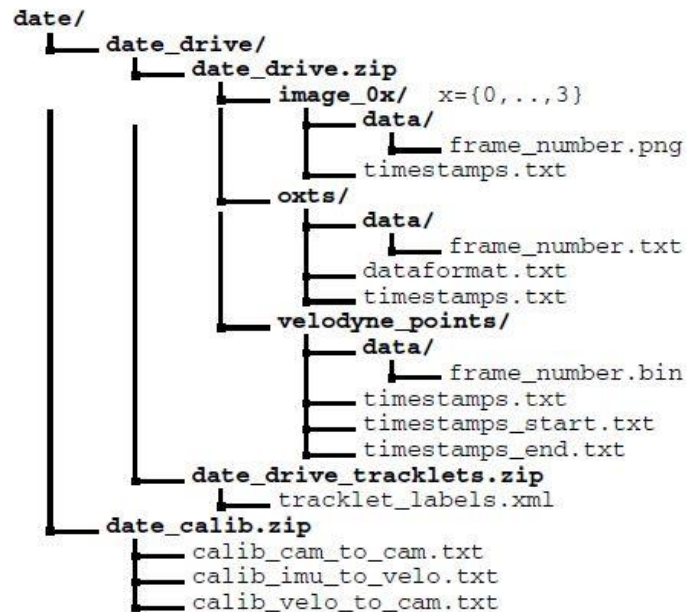 date/
date_drive/
date_drive.zip
image_0x/ x={0,..,3}
data/
frame_number.png
timestamps.txt
oxts/
data/
frame_number.txt
dataformat.txt
timestamps.txt
velodyne_points/
data/
frame_number.bin
timestamps.txt
timestamps_start.txt
timestamps_end.txt
date_drive_tracklets.zip
tracklet_labels.xml
date_calib.zip
calib_cam_to_cam.txt
calib_imu_to_velo.txt
calib_velo_to_cam.txt